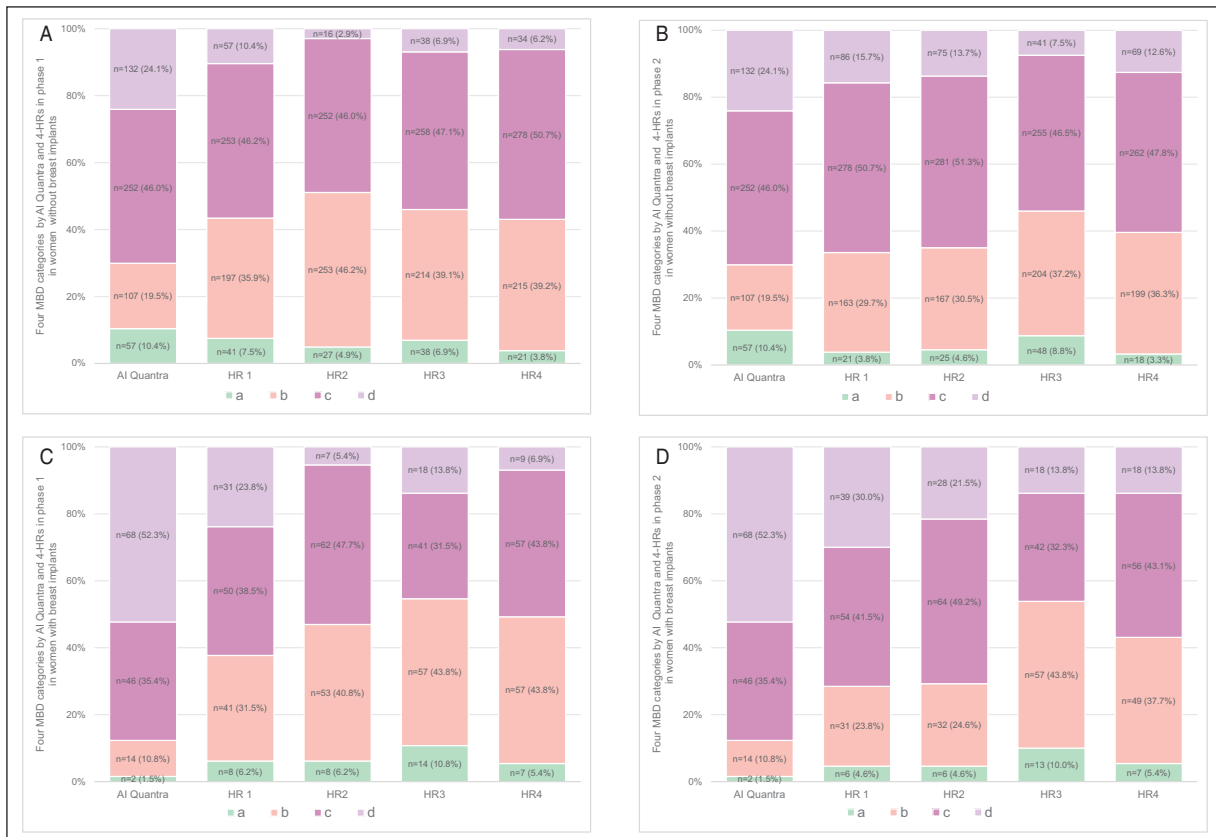 A
Four MBD categories by AI Quantra and 4-HRs in phase 1
in women without breast implants
100%
80%
60%
40%
20%
0%
n=132 (24.1%)
n=252 (46.0%)
n=107 (19.5%)
n=57 (10.4%)
n=57 (10.4%)
n=253 (46.2%)
n=197 (35.9%)
n=41 (7.5%)
n=16 (2.9%)
n=252 (46.0%)
n=253 (46.2%)
n=27 (4.9%)
n=38 (6.9%)
n=258 (47.1%)
n=214 (39.1%)
n=38 (6.9%)
n=34 (6.2%)
n=278 (50.7%)
n=215 (39.2%)
n=21 (3.8%)
AI Quantra HR 1 HR2 HR3 HR4
a b c d
B
Four MBD categories by AI Quantra and 4-HRs in phase 2
in women without breast implants
100%
80%
60%
40%
20%
0%
n=132 (24.1%)
n=252 (46.0%)
n=107 (19.5%)
n=57 (10.4%)
n=86 (15.7%)
n=278 (50.7%)
n=163 (29.7%)
n=21 (3.8%)
n=75 (13.7%)
n=281 (51.3%)
n=167 (30.5%)
n=25 (4.6%)
n=41 (7.5%)
n=255 (46.5%)
n=204 (37.2%)
n=48 (8.8%)
n=69 (12.6%)
n=262 (47.8%)
n=199 (36.3%)
n=18 (3.3%)
AI Quantra HR 1 HR2 HR3 HR4
a b c d
C
Four MBD categories by AI Quantra and 4-HRs in phase 1
in women with breast implants
100%
80%
60%
40%
20%
0%
n=68 (52.3%)
n=46 (35.4%)
n=14 (10.8%)
n=2 (1.5%)
n=31 (23.8%)
n=50 (38.5%)
n=41 (31.5%)
n=8 (6.2%)
n=7 (5.4%)
n=62 (47.7%)
n=53 (40.8%)
n=8 (6.2%)
n=18 (13.8%)
n=41 (31.5%)
n=57 (43.8%)
n=14 (10.8%)
n=9 (6.9%)
n=57 (43.8%)
n=57 (43.8%)
n=7 (5.4%)
AI Quantra HR 1 HR2 HR3 HR4
a b c d
D
Four MBD categories by AI Quantra and 4-HRs in phase 2
in women with breast implants
100%
80%
60%
40%
20%
0%
n=68 (52.3%)
n=46 (35.4%)
n=14 (10.8%)
n=2 (1.5%)
n=39 (30.0%)
n=54 (41.5%)
n=31 (23.8%)
n=6 (4.6%)
n=28 (21.5%)
n=64 (49.2%)
n=32 (24.6%)
n=6 (4.6%)
n=18 (13.8%)
n=42 (32.3%)
n=57 (43.8%)
n=13 (10.0%)
n=18 (13.8%)
n=56 (43.1%)
n=49 (37.7%)
n=7 (5.4%)
AI Quantra HR 1 HR2 HR3 HR4
a b c d